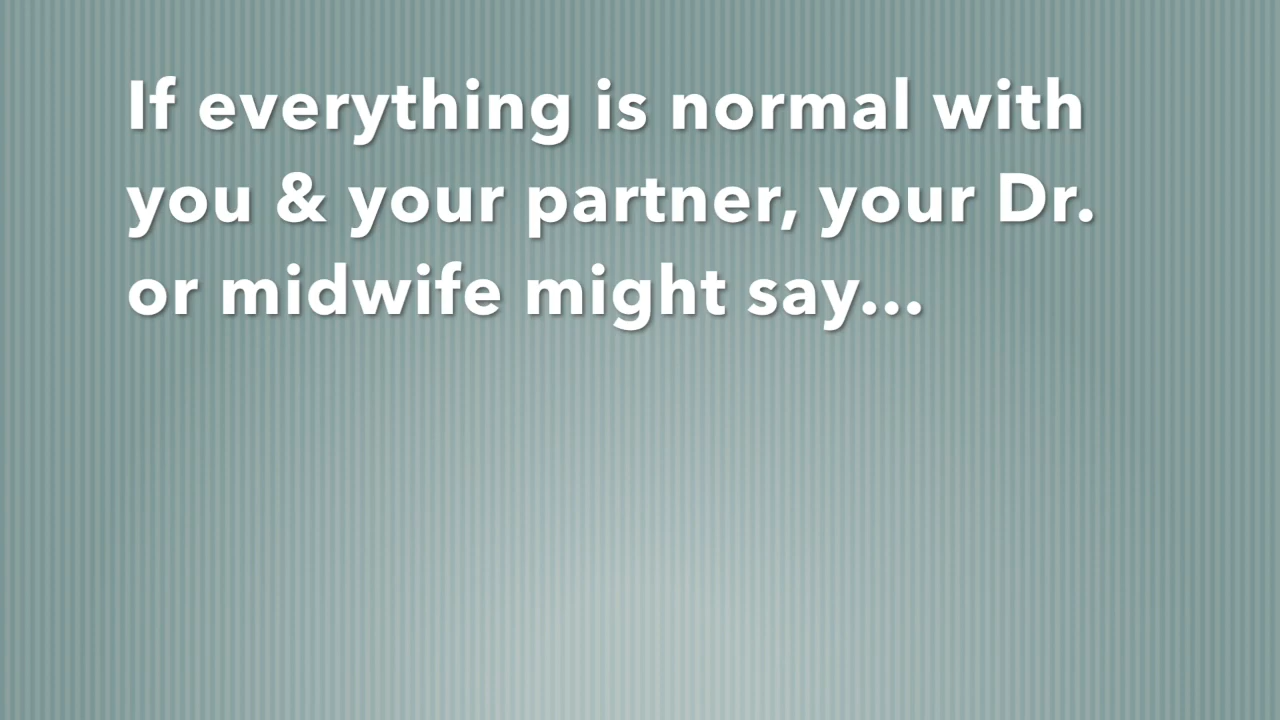 If everything is normal with
you & your partner, your Dr.
or midwife might say...